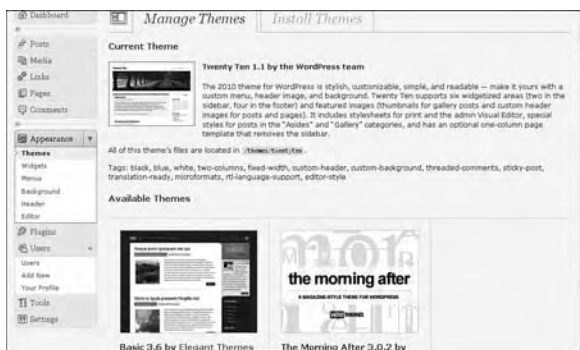 Dashboard
Posts
Media
Links
Pages
Comments
Appearance
Themes
Widgets
Menus
Background
Header
Editor
Plugins
Users
Users
Add New
Your Profile
Tools
Settings
Manage Themes
Install Themes
Current Theme
Twenty Ten 1.1 by the WordPress team
The 2010 theme for WordPress is stylish, customizable, simple, and readable — make it yours with a
custom menu, header image, and background. Twenty Ten supports six widgetized areas (two in the
sidebar, four in the footer) and featured images (thumbnails for gallery posts and custom header
images for posts and pages). It includes stylesheets for print and the admin Visual Editor, special
styles for posts in the "Asides" and "Gallery" categories, and has an optional one-column page
template that removes the sidebar.
All of this theme's files are located in /themes/twentyten.
Tags: black, blue, white, two-columns, fixed-width, custom-header, custom-background, threaded-comments, sticky-post,
translation-ready, microformats, rtl-language-support, editor-style
Available Themes
the morning after
A MAGAZINE-STYLE THEME FOR WORDPRESS
WOOTHEMES
Basic 3.6 by Elegant Themes
The Morning After 3.0.2 by